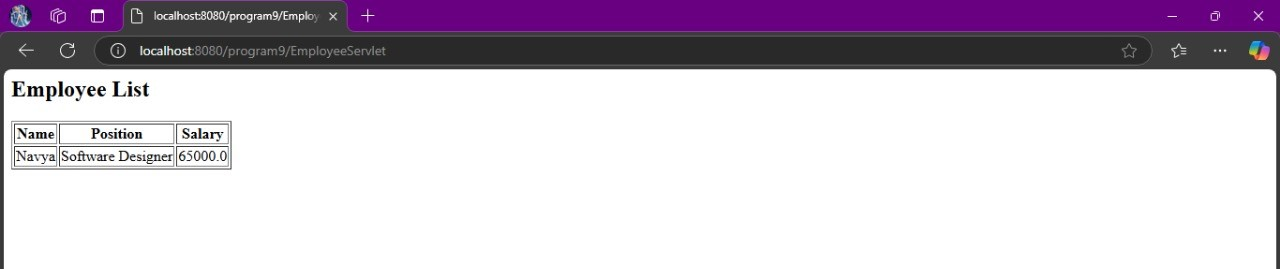 localhost:8080/program9/Employ
localhost:8080/program9/EmployeeServlet
Employee List
Name Position Salary
Navya Software Designer 65000.0